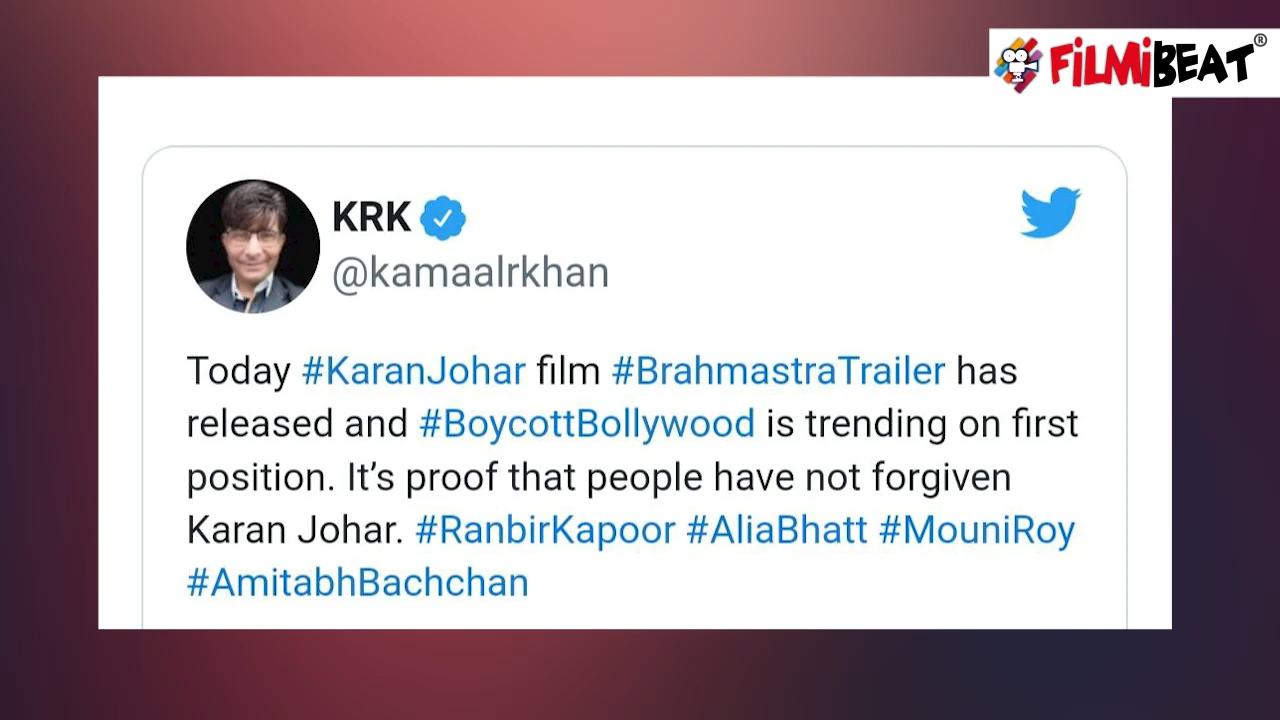 FiLMiBEAT®
KRK
@kamaalrkhan
Today #KaranJohar film #BrahmastraTrailer has
released and #BoycottBollywood is trending on first
position. It’s proof that people have not forgiven
Karan Johar. #RanbirKapoor #AliaBhatt #MouniRoy
#AmitabhBachchan